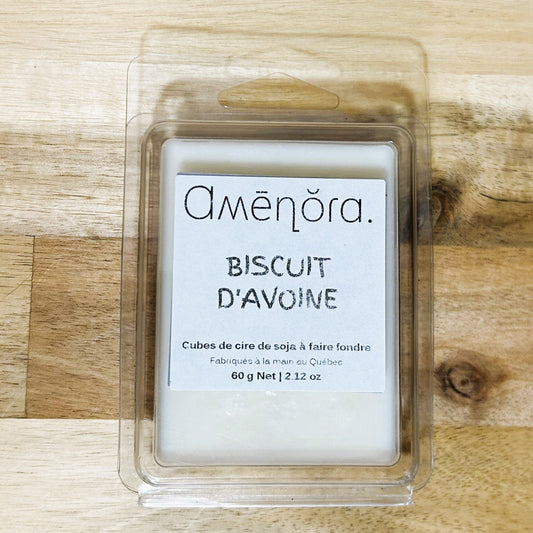 amēnŏra.
BISCUIT
D'AVOINE
Cubes de cire de soja à faire fondre
Fabriqués à la main au Québec
60 g Net | 2.12 oz